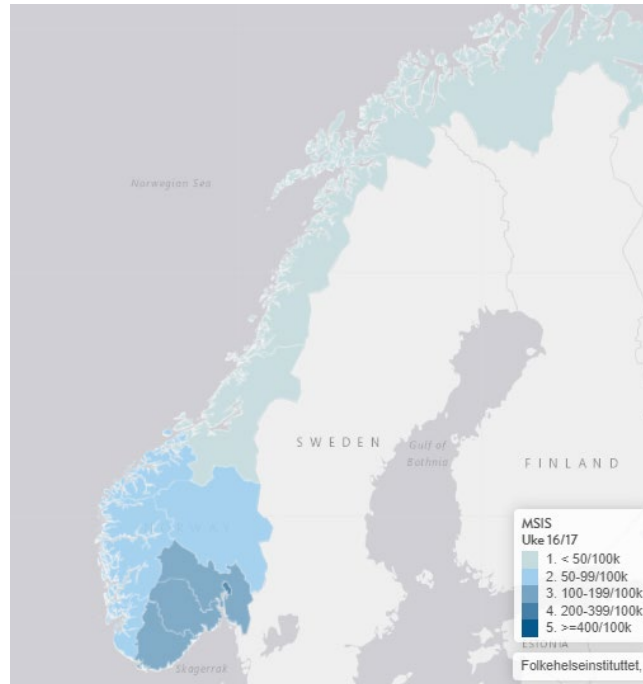 Norwegian Sea
SWEDEN
Gulf of
Bothnia
FINLAND
MSIS
Uke 16/17
1. < 50/100k
2. 50-99/100k
3. 100-199/100k
4. 200-399/100k
5. >=400/100k
ESTONIA
Skagerrak
Folkehelseinstituttet,